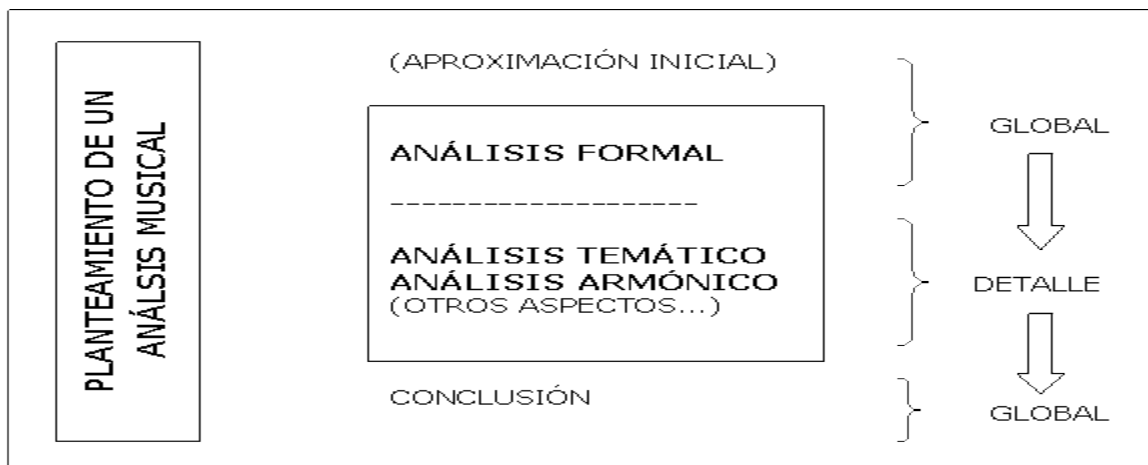 PLANTEAMIENTO DE UN
ANÁLSIS MUSICAL
(APROXIMACIÓN INICIAL)
ANÁLISIS FORMAL
--------------------
ANÁLISIS TEMÁTICO
ANÁLISIS ARMÓNICO
(OTROS ASPECTOS...)
CONCLUSIÓN
GLOBAL
DETALLE
GLOBAL